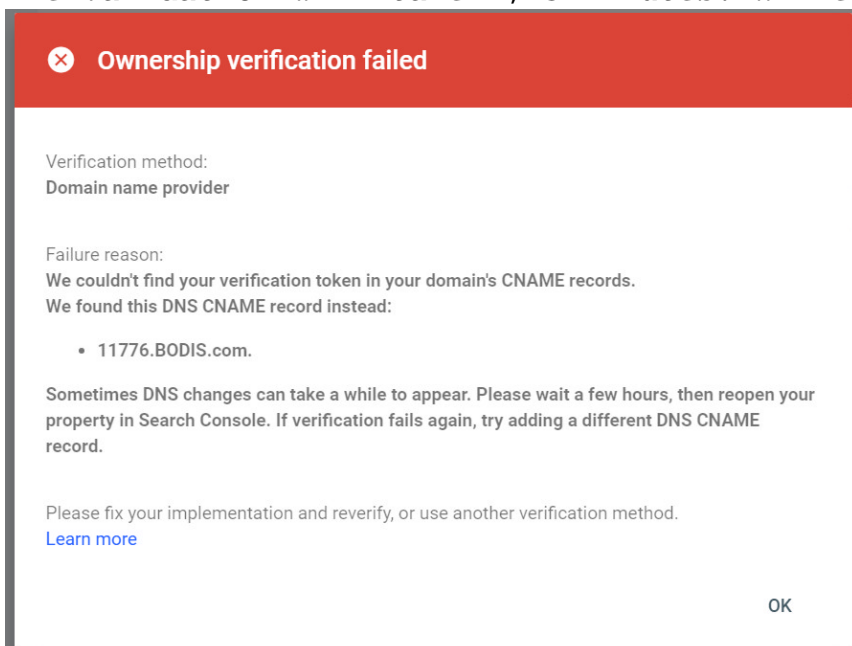 Ownership verification failed
Verification method:
Domain name provider
Failure reason:
We couldn't find your verification token in your domain's CNAME records.
We found this DNS CNAME record instead:
• 11776.BODIS.com.
Sometimes DNS changes can take a while to appear. Please wait a few hours, then reopen your
property in Search Console. If verification fails again, try adding a different DNS CNAME
record.
Please fix your implementation and reverify, or use another verification method.
Learn more
OK